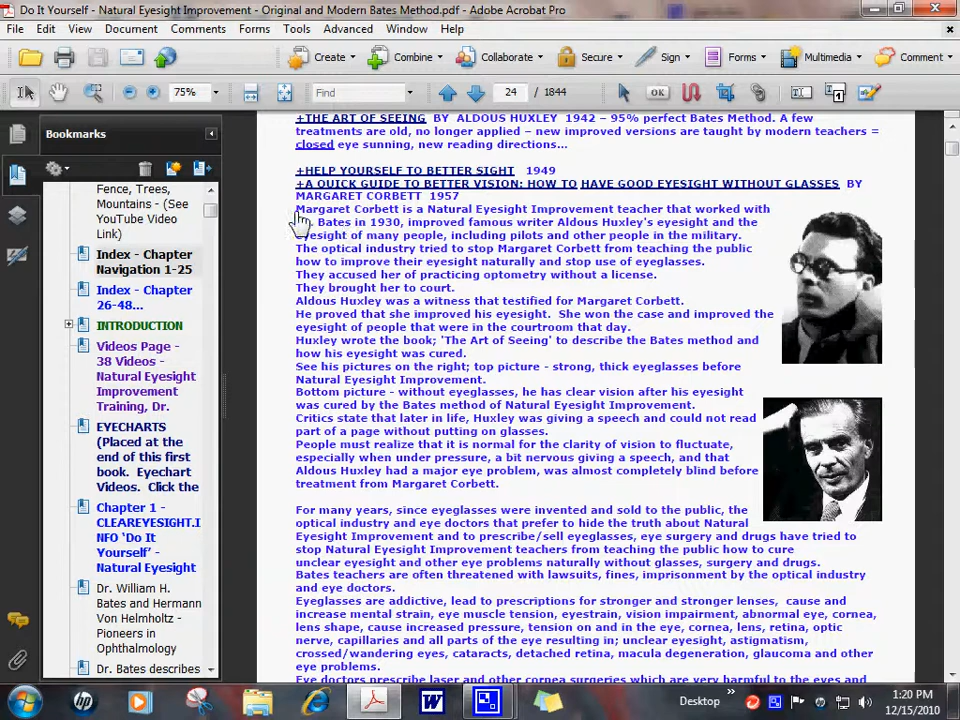 Do It Yourself - Natural Eyesight Improvement - Original and Modern Bates Method.pdf - Adobe Acrobat Pro
File Edit View Document Comments Forms Tools Advanced Window Help
Create Combine Collaborate Secure Sign Forms Multimedia Comment
75% Find 24 / 1844
Bookmarks
Fence, Trees,
Mountains - (See
YouTube Video
Link)
Index - Chapter
Navigation 1-25
Index - Chapter
26-48...
INTRODUCTION
Videos Page -
38 Videos -
Natural Eyesight
Improvement
Training, Dr.
EYECHARTS
(Placed at the
end of this first
book. Eyechart
Videos. Click the
Chapter 1 -
CLEAREYESIGHT.I
NFO ‘Do It
Yourself’ -
Natural Eyesight
Dr. William H.
Bates and Hermann
Von Helmholtz -
Pioneers in
Ophthalmology
Dr. Bates describes
+THE ART OF SEEING BY ALDOUS HUXLEY 1942 – 95% perfect Bates Method. A few
treatments are old, no longer applied – new improved versions are taught by modern teachers =
closed eye sunning, new reading directions...
+HELP YOURSELF TO BETTER SIGHT 1949
+A QUICK GUIDE TO BETTER VISION: HOW TO HAVE GOOD EYESIGHT WITHOUT GLASSES BY
MARGARET CORBETT 1957
Margaret Corbett is a Natural Eyesight Improvement teacher that worked with
Bates in 1930, improved famous writer Aldous Huxley's eyesight and the
eyesight of many people, including pilots and other people in the military.
The optical industry tried to stop Margaret Corbett from teaching the public
how to improve their eyesight naturally and stop use of eyeglasses.
They accused her of practicing optometry without a license.
They brought her to court.
Aldous Huxley was a witness that testified for Margaret Corbett.
He proved that she improved his eyesight. She won the case and improved the
eyesight of people that were in the courtroom that day.
Huxley wrote the book; 'The Art of Seeing' to describe the Bates method and
how his eyesight was cured.
See his pictures on the right; top picture - strong, thick eyeglasses before
Natural Eyesight Improvement.
Bottom picture - without eyeglasses, he has clear vision after his eyesight
was cured by the Bates method of Natural Eyesight Improvement.
Critics state that later in life, Huxley was giving a speech and could not read
part of a page without putting on glasses.
People must realize that it is normal for the clarity of vision to fluctuate,
especially when under pressure, a bit nervous giving a speech, and that
Aldous Huxley had a major eye problem, was almost completely blind before
treatment from Margaret Corbett.
For many years, since eyeglasses were invented and sold to the public, the
optical industry and eye doctors that prefer to hide the truth about Natural
Eyesight Improvement and to prescribe/sell eyeglasses, eye surgery and drugs have tried to
stop Natural Eyesight Improvement teachers from teaching the public how to cure
unclear eyesight and other eye problems naturally without glasses, surgery and drugs.
Bates teachers are often threatened with lawsuits, fines, imprisonment by the optical industry
and eye doctors.
Eyeglasses are addictive, lead to prescriptions for stronger and stronger lenses, cause and
increase mental strain, eye muscle tension, eyestrain, vision impairment, abnormal eye, cornea,
lens shape, cause increased pressure, tension on and in the eye, cornea, lens, retina, optic
nerve, capillaries and all parts of the eye resulting in; unclear eyesight, astigmatism,
crossed/wandering eyes, cataracts, detached retina, macula degeneration, glaucoma and other
eye problems.
Eye doctors prescribe laser and other cornea surgeries which are very harmful to the eyes and
Desktop
1:20 PM
12/15/2010